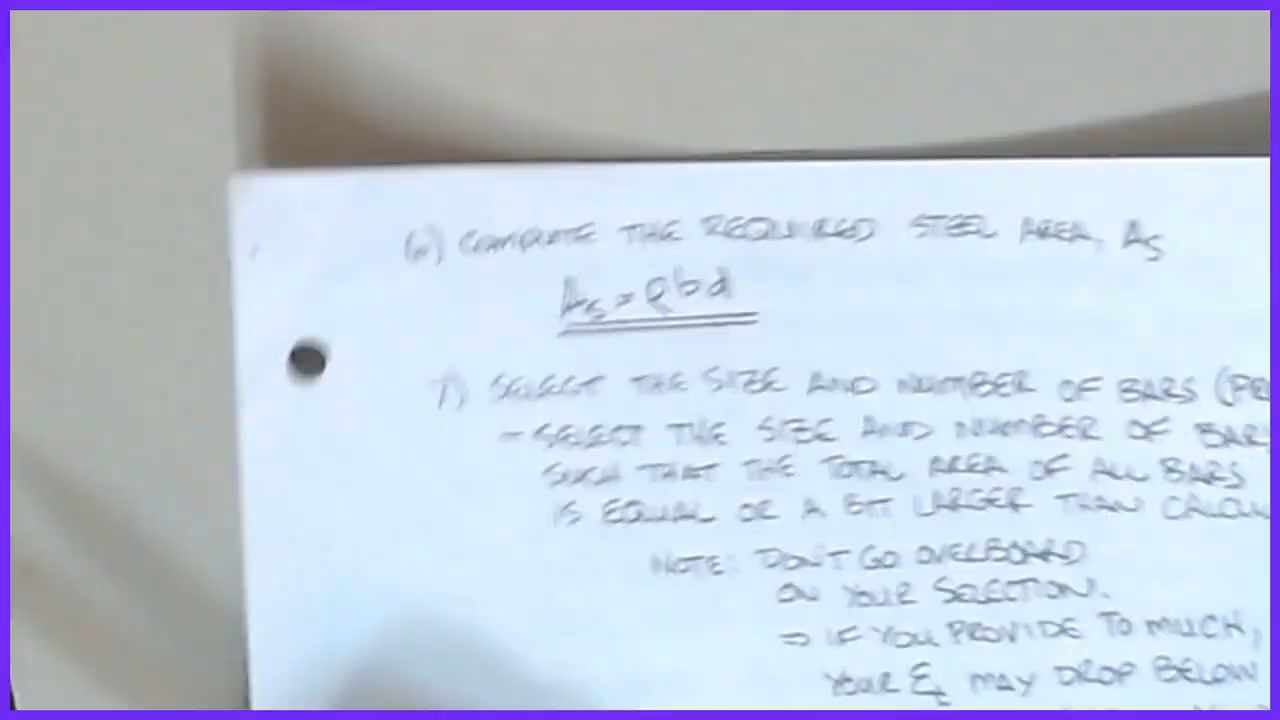 6) COMPUTE THE REQUIRED STEEL AREA, As
As = ρbd
7) SELECT THE SIZE AND NUMBER OF BARS
- SELECT THE SIZE AND NUMBER OF
SUCH THAT THE TOTAL AREA OF ALL BARS
IS EQUAL OR A BIT LARGER THAN
NOTE: DON'T GO OVERBOARD
ON YOUR SELECTION.
⇒ IF YOU PROVIDE TO MUCH,
YOUR Et MAY DROP BELOW